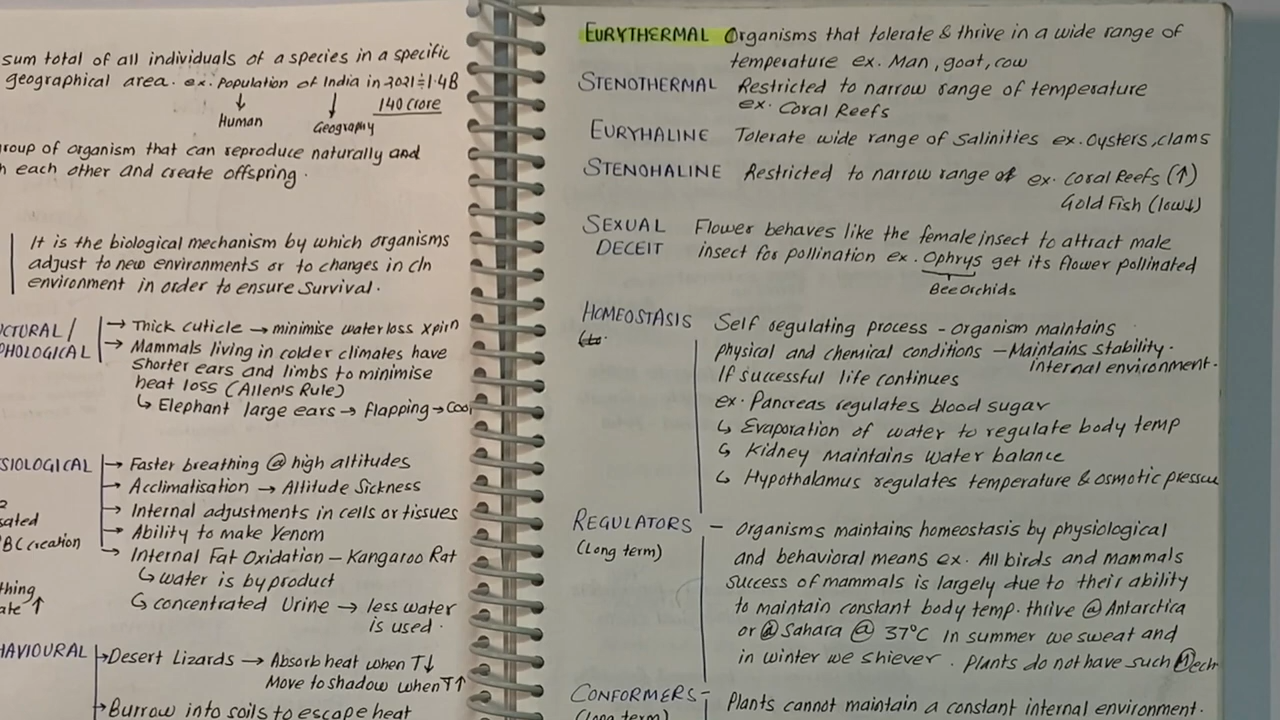 sum total of all individuals of a species in a specific
geographical area. ex. Population of India in 2021 ÷ 1.4B
↓ ↓ 140 Crore
Human Geography
roup of organism that can reproduce naturally and
h each other and create offspring.
It is the biological mechanism by which organisms
adjust to new environments or to changes in
environment in order to ensure survival.
CTURAL / → Thick cuticle → minimise water loss
PHOLOGICAL → Mammals living in colder climates have
shorter ears and limbs to minimise
heat loss (Allen's Rule)
↳ Elephant large ears → flapping → Coo
SIOLOGICAL → Faster breathing @ high altitudes
→ Acclimatisation → Altitude Sickness
→ Internal adjustments in cells or tissues
→ Ability to make Venom
→ Internal Fat Oxidation – Kangaroo Rat
↳ water is by product
↳ concentrated Urine → less water
is used.
sated
BC creation
thing
ate ↑
HAVIOURAL → Desert Lizards → Absorb heat when T↓
Move to shadow when T↑
→ Burrow into soils to escape heat
EURYTHERMAL Organisms that tolerate & thrive in a wide range of
temperature ex. Man, goat, cow
STENOTHERMAL Restricted to narrow range of temperature
ex. Coral Reefs
EURYHALINE Tolerate wide range of salinities ex. Oysters, clams
STENOHALINE Restricted to narrow range of ex. Coral Reefs (↑)
Gold Fish (low↓)
SEXUAL Flower behaves like the female insect to attract male
DECEIT insect for pollination ex. Ophrys get its flower pollinated
Bee Orchids
HOMEOSTASIS Self regulating process – organism maintains
physical and chemical conditions – Maintains stability.
internal environment.
If successful life continues
ex. Pancreas regulates blood sugar
↳ Evaporation of water to regulate body temp
↳ Kidney maintains water balance
↳ Hypothalamus regulates temperature & osmotic pressu
REGULATORS – Organisms maintains homeostasis by physiological
(Long term) and behavioral means ex. All birds and mammals
success of mammals is largely due to their ability
to maintain constant body temp. thrive @ Antarctica
or @ Sahara @ 37°C In summer we sweat and
in winter we shiever. Plants do not have such Mech
CONFORMERS – Plants cannot maintain a constant internal environment.
(Long term)